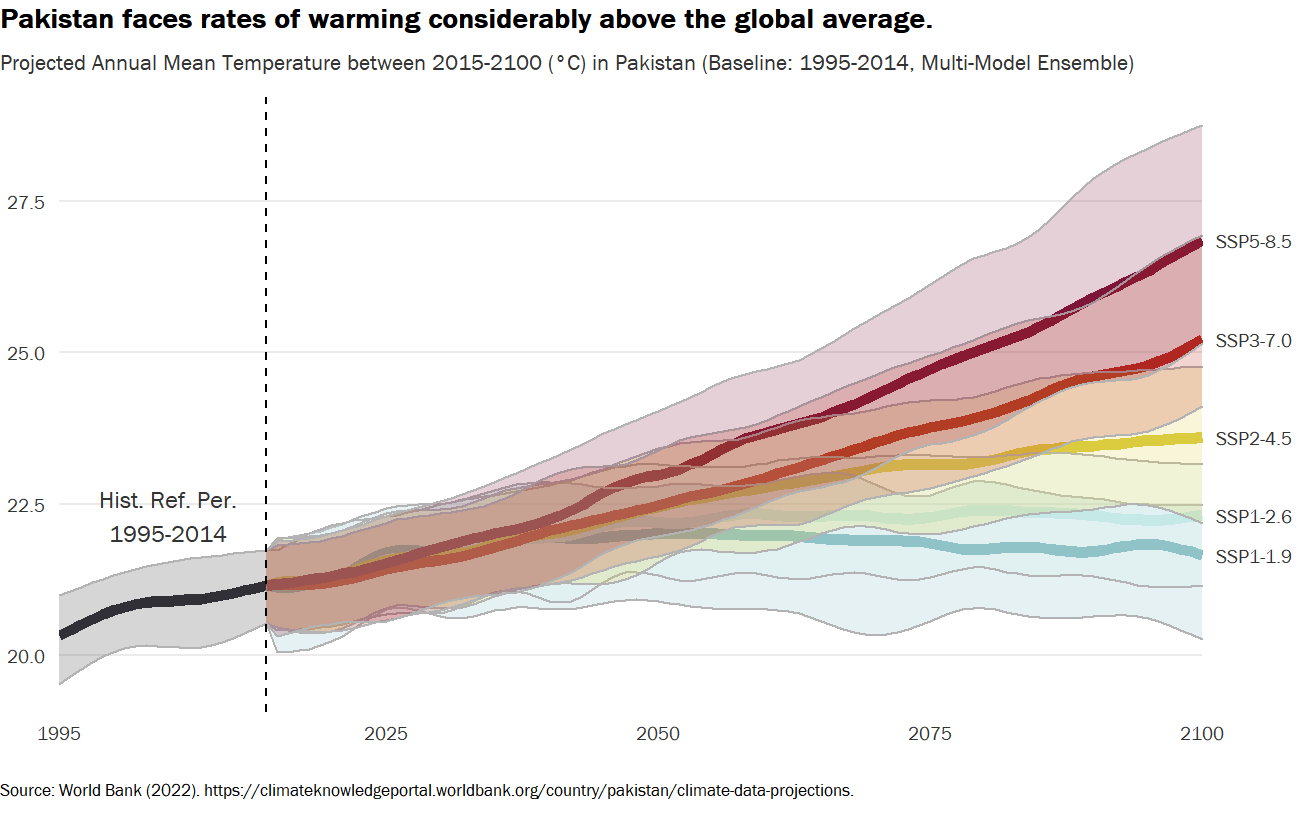 Pakistan faces rates of warming considerably above the global average.
Projected Annual Mean Temperature between 2015-2100 (°C) in Pakistan (Baseline: 1995-2014, Multi-Model Ensemble)
27.5
SSP5-8.5
SSP3-7.0
25.0
SSP2-4.5
22.5
Hist. Ref. Per.
1995-2014
SSP1-2.6
SSP1-1.9
20.0
1995 2025 2050 2075 2100
Source: World Bank (2022). https://climateknowledgeportal.worldbank.org/country/pakistan/climate-data-projections.